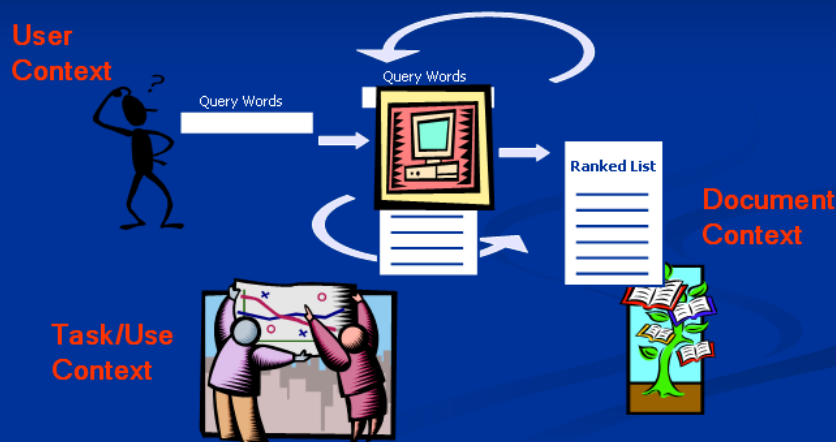 User
Context
Query Words
Query Words
Ranked List
Document
Context
Task/Use
Context